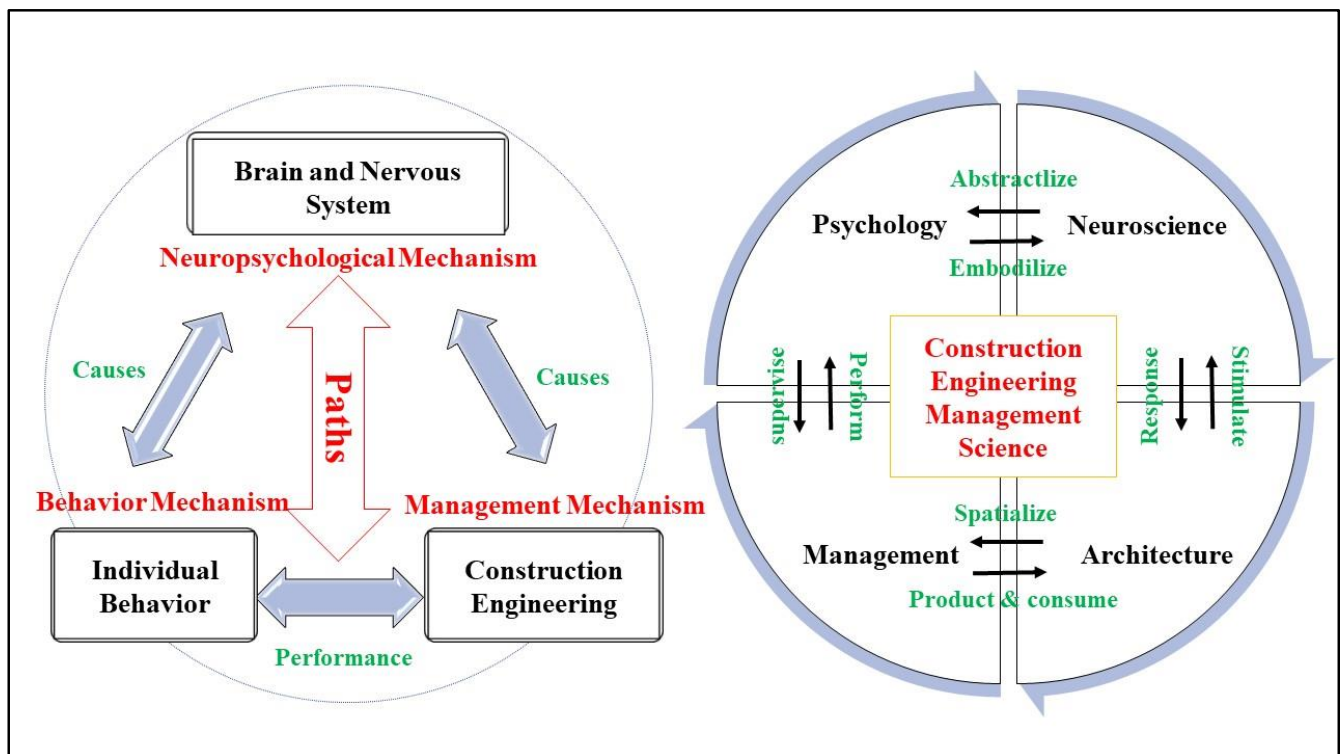 Brain and Nervous
System
Neuropsychological Mechanism
Causes
Causes
Paths
Behavior Mechanism
Management Mechanism
Individual
Behavior
Construction
Engineering
Performance
Abstractlize
Psychology
Neuroscience
Embodilize
supervise
Perform
Construction
Engineering
Management
Science
Response
Stimulate
Spatialize
Management
Architecture
Product & consume